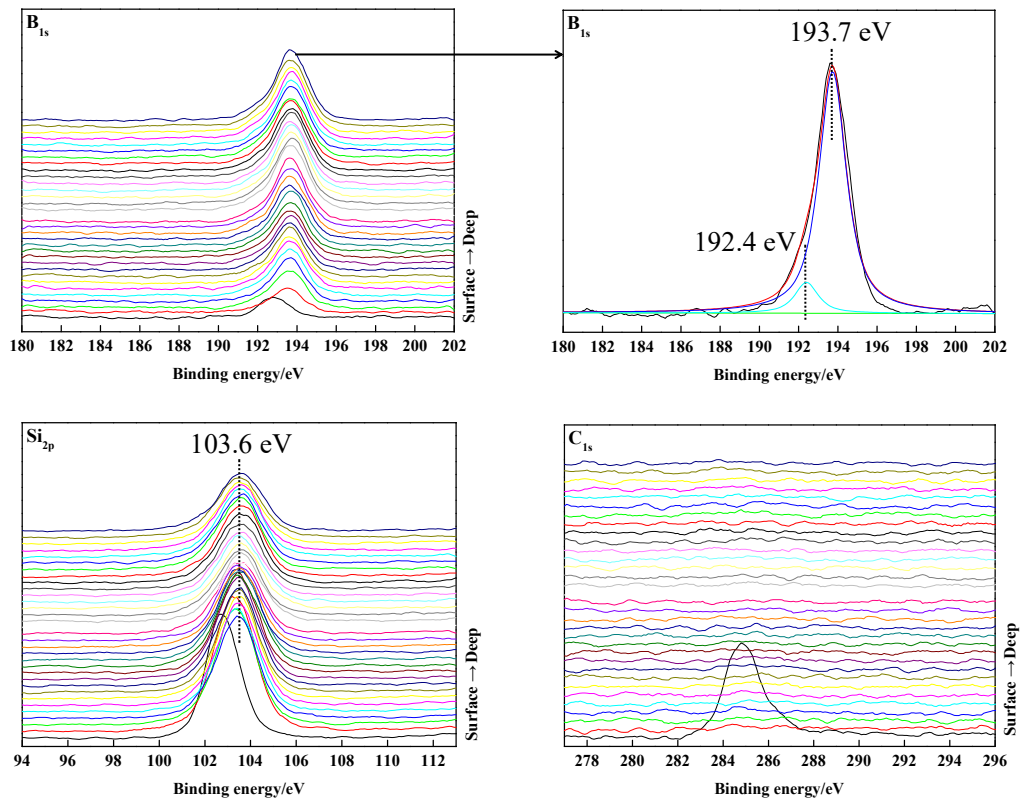 B1s
180 182 184 186 188 190 192 194 196 198 200 202
Binding energy/eV
Surface → Deep
B1s
193.7 eV
192.4 eV
180 182 184 186 188 190 192 194 196 198 200 202
Binding energy/eV
Si2p
103.6 eV
94 96 98 100 102 104 106 108 110 112
Binding energy/eV
Surface → Deep
C1s
278 280 282 284 286 288 290 292 294 296
Binding energy/eV
Surface → Deep